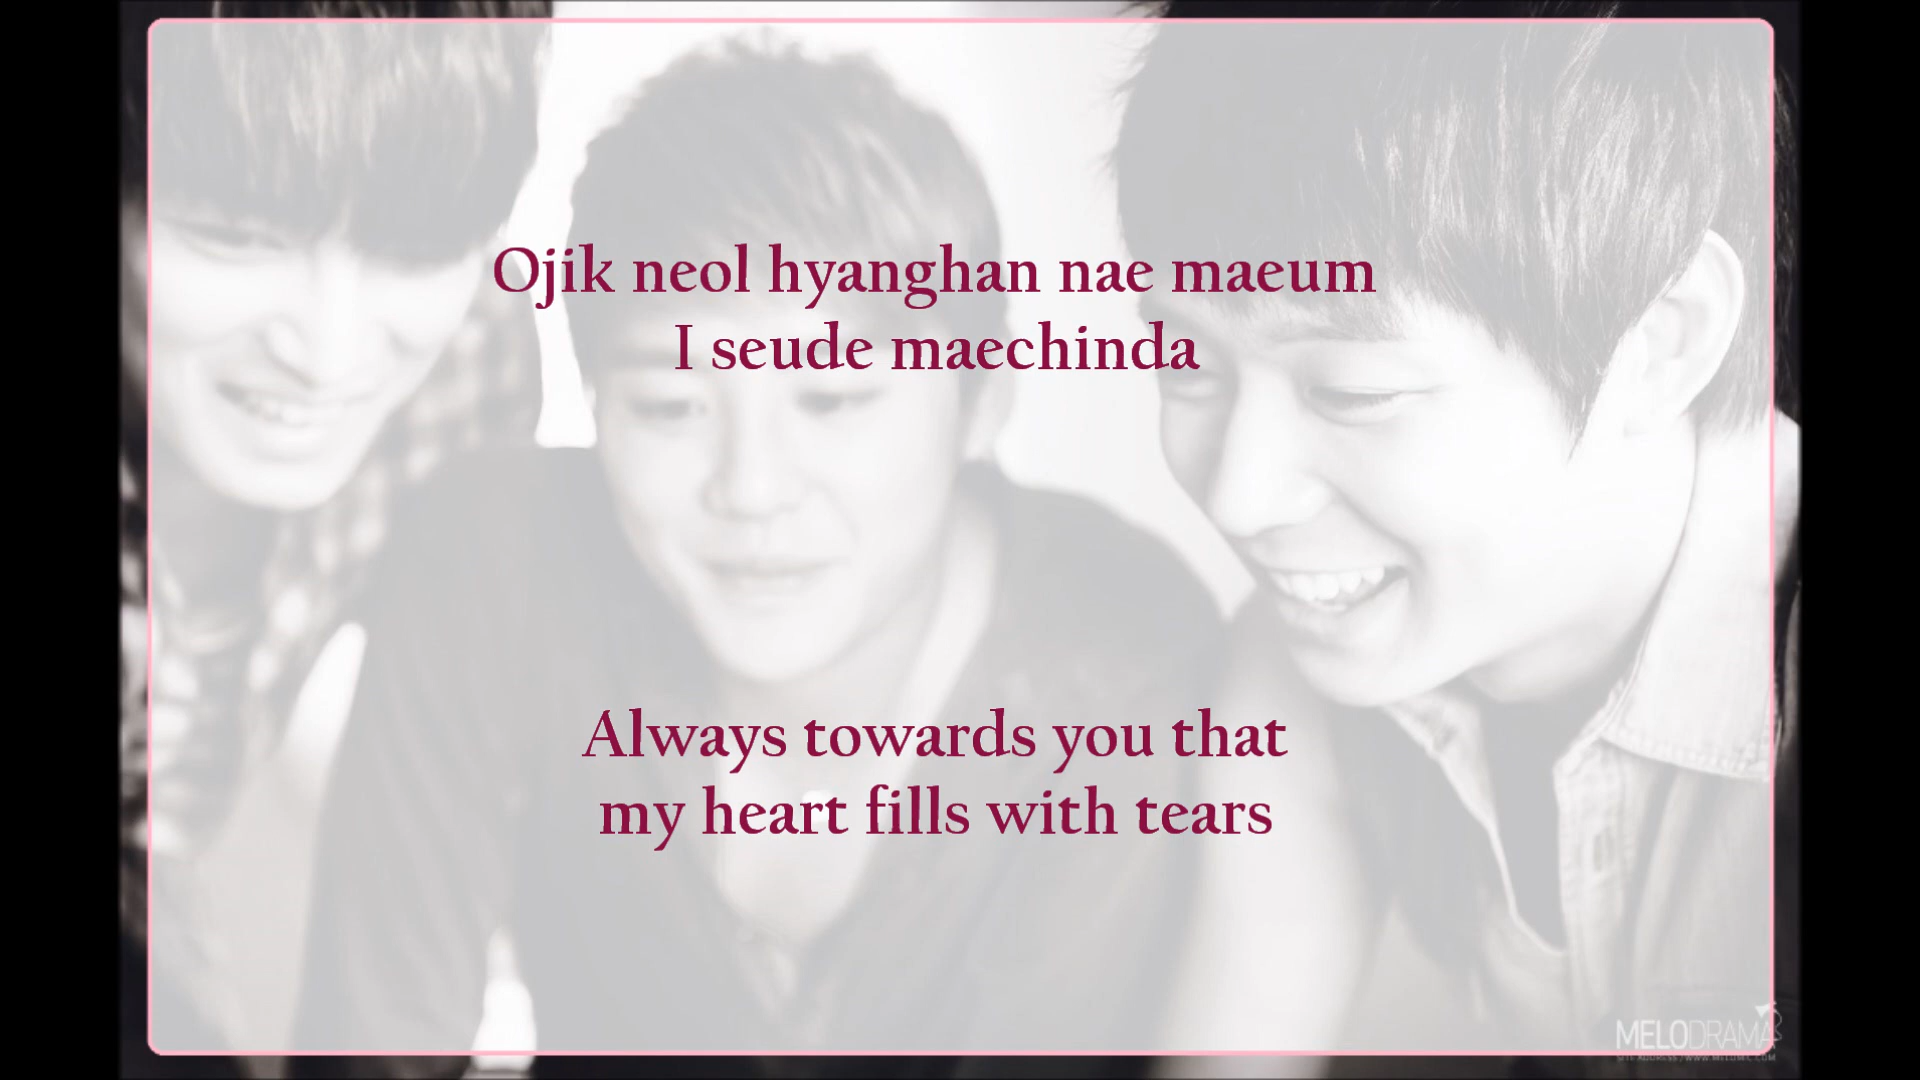 Ojik neol hyanghan nae maeum
I seude maechinda
Always towards you that
my heart fills with tears
MELODRAMA